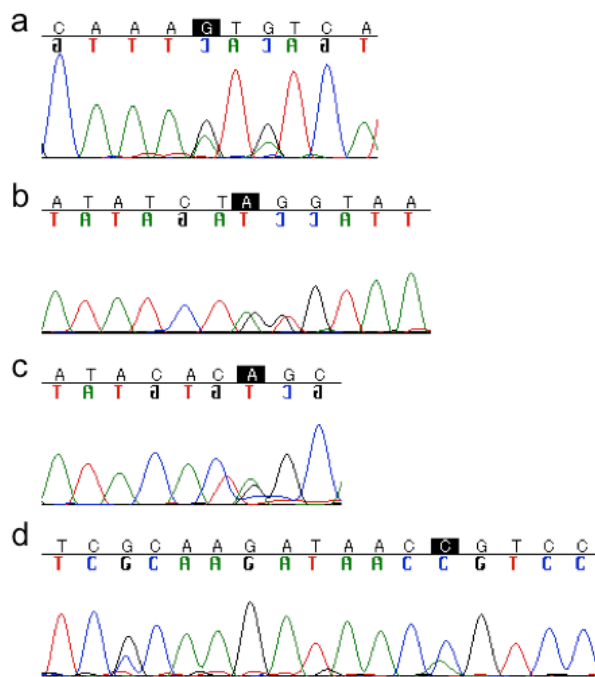 a
C A A A G T G T C A
G T T T C A C A G T
b
A T A T C T A G G T A A
T A T A G A T C C A T T
c
A T A C A C A G C
T A T G T G T C G
d
T C G C A A G A T A A C C G T C C
T C G C A A G A T A A C C G T C C